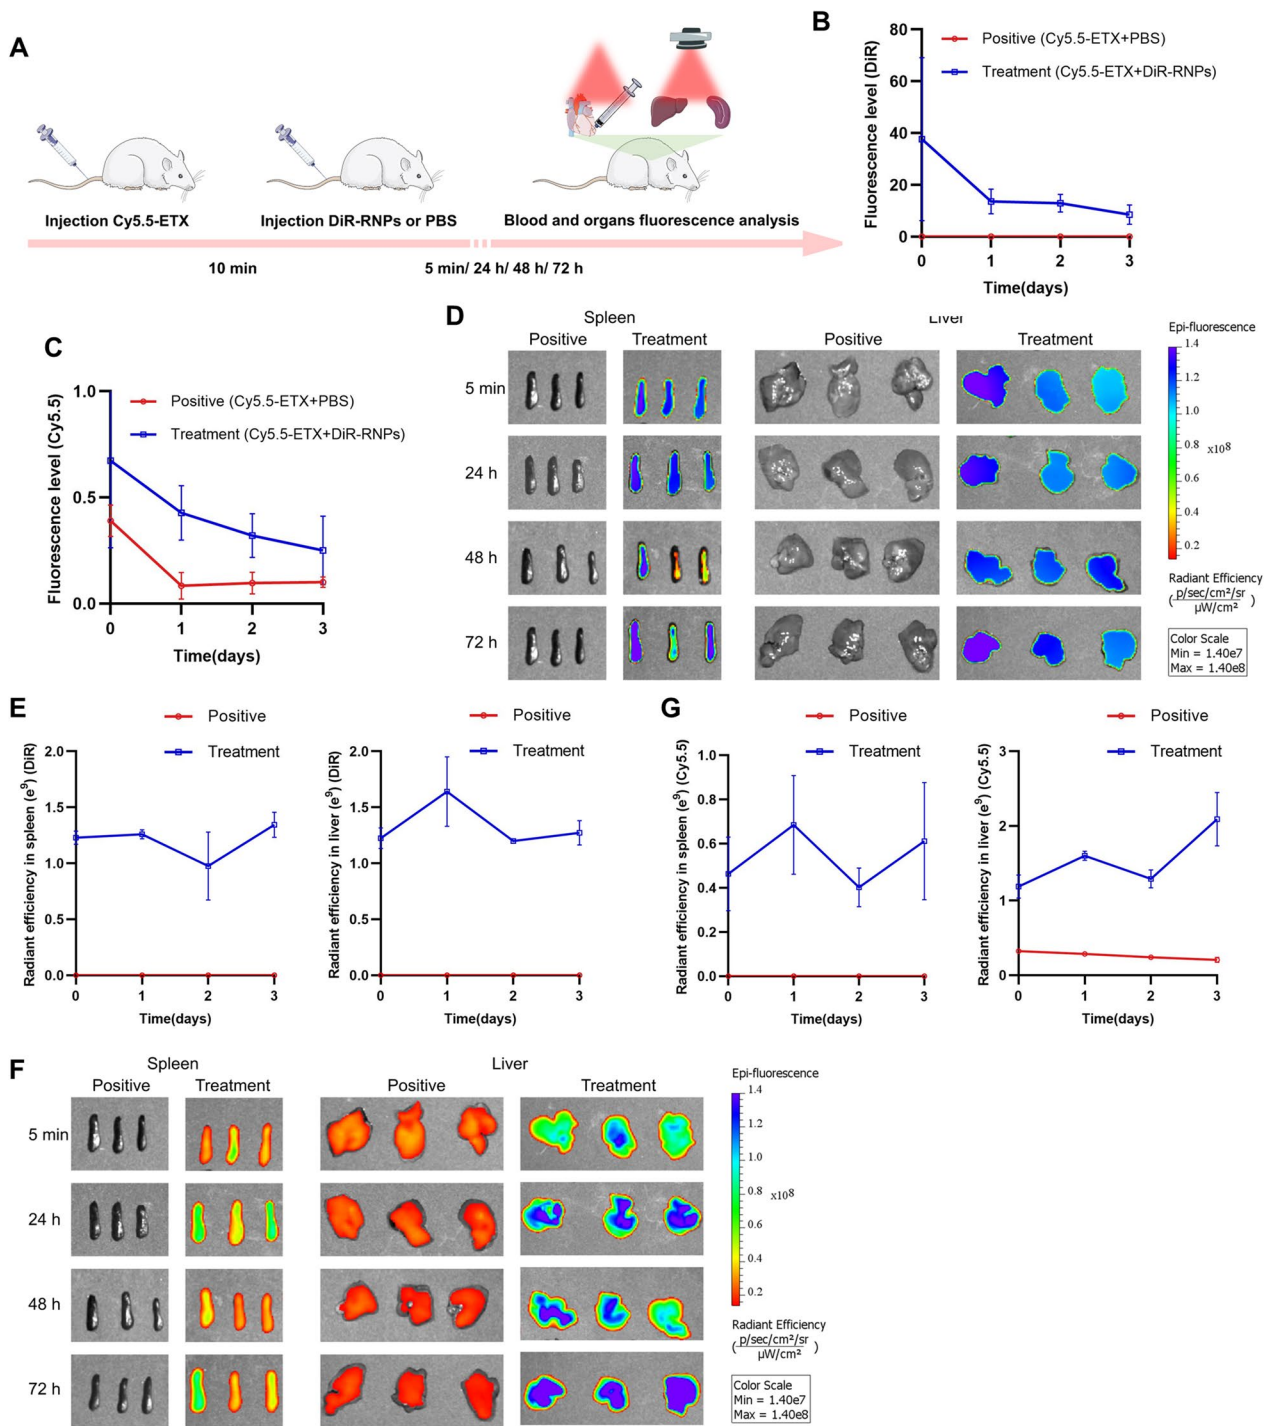 A
Injection Cy5.5-ETX
Injection DiR-RNPs or PBS
Blood and organs fluorescence analysis
10 min
5 min/ 24 h/ 48 h/ 72 h
B
Fluorescence level (DiR)
80
60
40
20
0
Positive (Cy5.5-ETX+PBS)
Treatment (Cy5.5-ETX+DiR-RNPs)
0 1 2 3
Time(days)
C
Fluorescence level (Cy5.5)
1.0
0.5
0.0
Positive (Cy5.5-ETX+PBS)
Treatment (Cy5.5-ETX+DiR-RNPs)
0 1 2 3
Time(days)
D
Spleen Liver
Positive Treatment Positive Treatment
5 min
24 h
48 h
72 h
Epi-fluorescence
1.4
1.2
1.0
0.8
x10⁸
0.6
0.4
0.2
Radiant Efficiency
(p/sec/cm²/sr
µW/cm²)
Color Scale
Min = 1.40e7
Max = 1.40e8
E
Positive
Treatment
Radiant efficiency in spleen (e⁹) (DiR)
2.0
1.5
1.0
0.5
0.0
0 1 2 3
Time(days)
Positive
Treatment
Radiant efficiency in liver (e⁹) (DiR)
2.0
1.5
1.0
0.5
0.0
0 1 2 3
Time(days)
G
Positive
Treatment
Radiant efficiency in spleen (e⁹) (Cy5.5)
1.0
0.8
0.6
0.4
0.2
0.0
0 1 2 3
Time(days)
Positive
Treatment
Radiant efficiency in liver (e⁹) (Cy5.5)
3
2
1
0
0 1 2 3
Time(days)
F
Spleen Liver
Positive Treatment Positive Treatment
5 min
24 h
48 h
72 h
Epi-fluorescence
1.4
1.2
1.0
0.8
x10⁸
0.6
0.4
0.2
Radiant Efficiency
(p/sec/cm²/sr
µW/cm²)
Color Scale
Min = 1.40e7
Max = 1.40e8